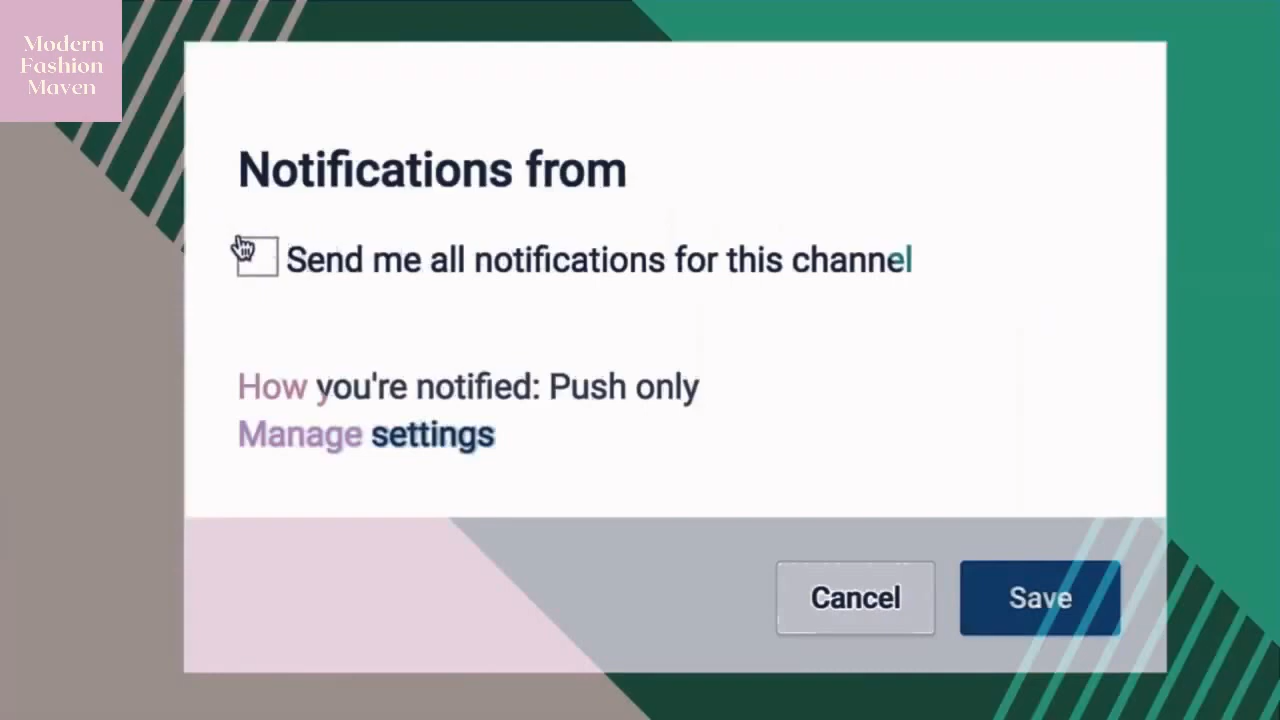 Modern
Fashion
Maven
Notifications from
Send me all notifications for this channel
How you're notified: Push only
Manage settings
Cancel
Save